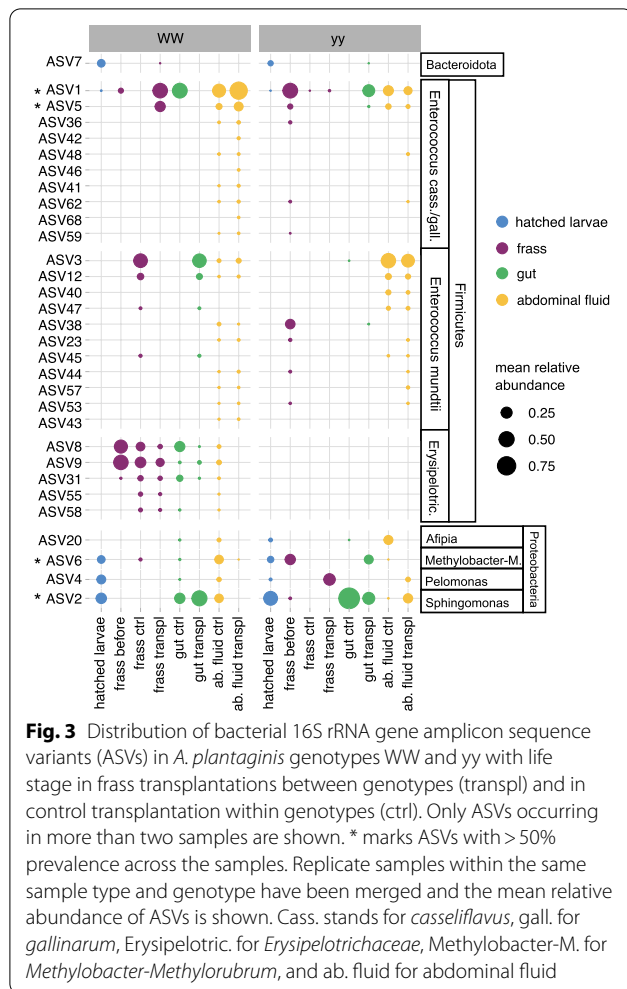 WW yy
ASV7
* ASV1
* ASV5
ASV36
ASV42
ASV48
ASV46
ASV41
ASV62
ASV68
ASV59
ASV3
ASV12
ASV40
ASV47
ASV38
ASV23
ASV45
ASV44
ASV57
ASV53
ASV43
ASV8
ASV9
ASV31
ASV55
ASV58
ASV20
* ASV6
ASV4
* ASV2
Bacteroidota
Enterococcus cass./gall.
Enterococcus mundtii
Erysipelotric.
Firmicutes
Afipia
Methylobacter-M.
Pelomonas
Sphingomonas
Proteobacteria
hatched larvae
frass
gut
abdominal fluid
mean relative
abundance
0.25
0.50
0.75
hatched larvae
frass before
frass ctrl
frass transpl
gut ctrl
gut transpl
ab. fluid ctrl
ab. fluid transpl
hatched larvae
frass before
frass ctrl
frass transpl
gut ctrl
gut transpl
ab. fluid ctrl
ab. fluid transpl
Fig. 3 Distribution of bacterial 16S rRNA gene amplicon sequence
variants (ASVs) in A. plantaginis genotypes WW and yy with life
stage in frass transplantations between genotypes (transpl) and in
control transplantation within genotypes (ctrl). Only ASVs occurring
in more than two samples are shown. * marks ASVs with > 50%
prevalence across the samples. Replicate samples within the same
sample type and genotype have been merged and the mean relative
abundance of ASVs is shown. Cass. stands for casseliflavus, gall. for
gallinarum, Erysipelotric. for Erysipelotrichaceae, Methylobacter-M. for
Methylobacter-Methylorubrum, and ab. fluid for abdominal fluid